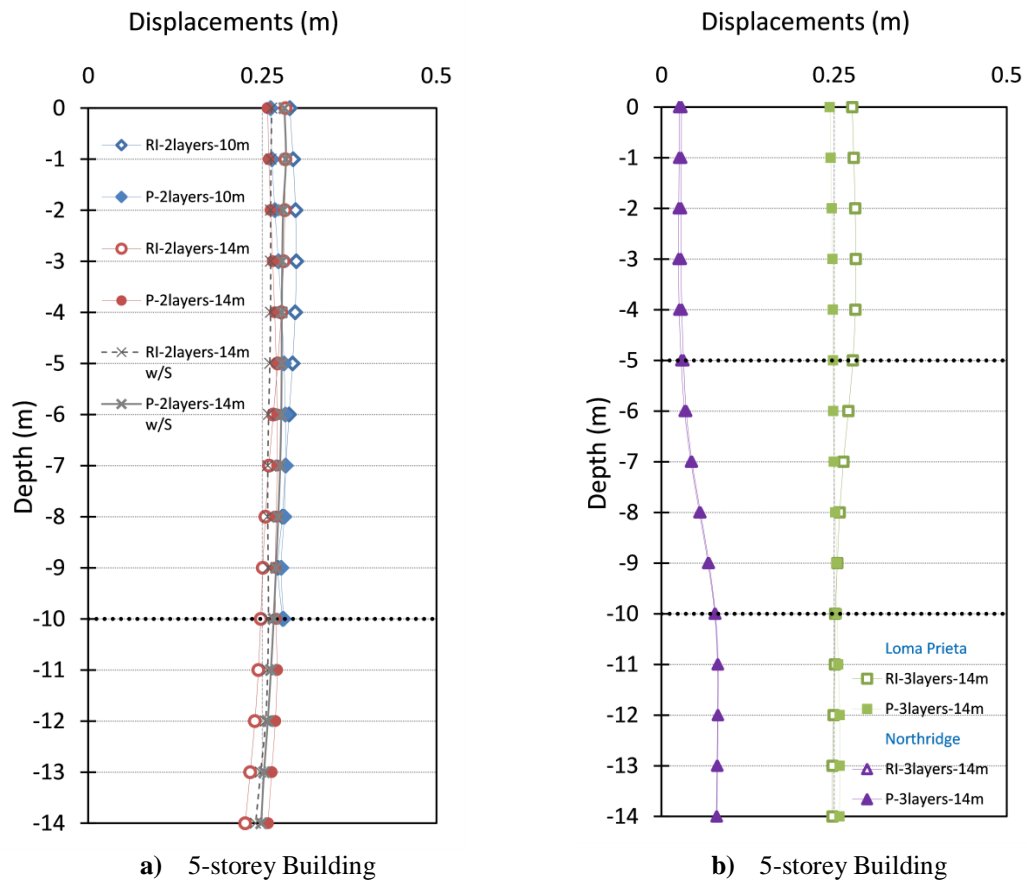 Displacements (m)
0 0.25 0.5
0
-1
-2
-3
-4
-5
-6
-7
-8
-9
-10
-11
-12
-13
-14
Depth (m)
RI-2layers-10m
P-2layers-10m
RI-2layers-14m
P-2layers-14m
RI-2layers-14m
w/S
P-2layers-14m
w/S
a) 5-storey Building
Displacements (m)
0 0.25 0.5
0
-1
-2
-3
-4
-5
-6
-7
-8
-9
-10
-11
-12
-13
-14
Depth (m)
Loma Prieta
RI-3layers-14m
P-3layers-14m
Northridge
RI-3layers-14m
P-3layers-14m
b) 5-storey Building